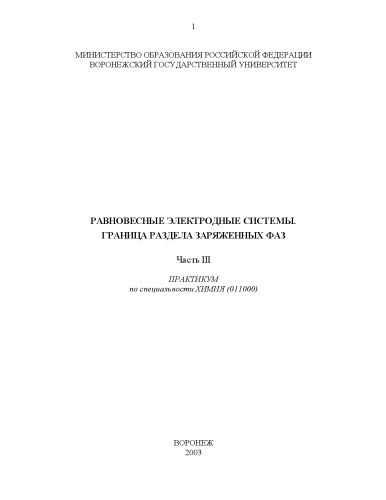 1
МИНИСТЕРСТВО ОБРАЗОВАНИЯ РОССИЙСКОЙ ФЕДЕРАЦИИ
ВОРОНЕЖСКИЙ ГОСУДАРСТВЕННЫЙ УНИВЕРСИТЕТ
РАВНОВЕСНЫЕ ЭЛЕКТРОДНЫЕ СИСТЕМЫ.
ГРАНИЦА РАЗДЕЛА ЗАРЯЖЕННЫХ ФАЗ
Часть III
ПРАКТИКУМ
по специальности ХИМИЯ (011000)
ВОРОНЕЖ
2003